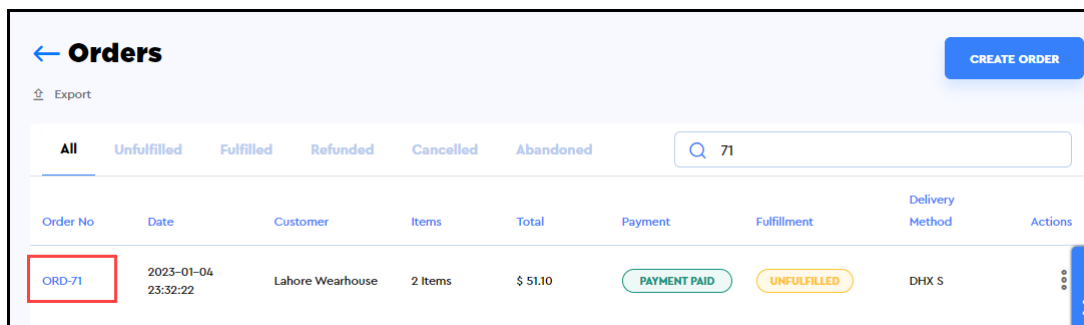 Orders
CREATE ORDER
Export
All Unfulfilled Fulfilled Refunded Cancelled Abandoned 71
Order No Date Customer Items Total Payment Fulfillment Delivery Method Actions
ORD-71 2023-01-04 23:32:22 Lahore Wearhouse 2 Items $ 51.10 PAYMENT PAID UNFULFILLED DHX S